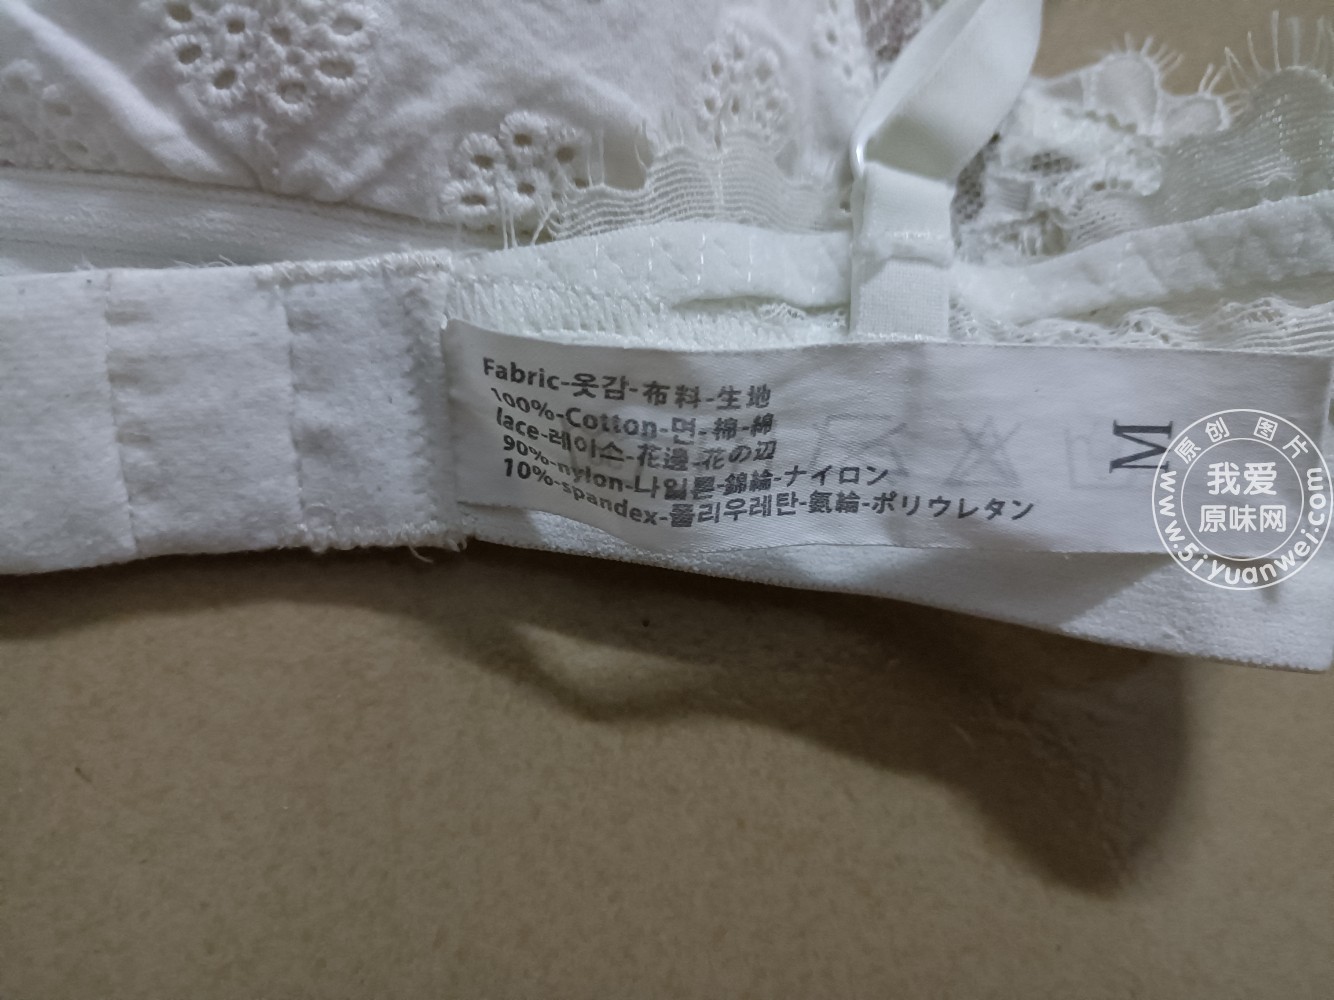 Fabric-옷감-布料-生地
100%-Cotton-면-棉-綿
lace-레이스-花邊-花の辺
90%-nylon-나일론-錦綸-ナイロン
10%-spandex-폴리우레탄-氨綸-ポリウレタン
M
原创图片
我爱
原味网
www.5iyuanwei.com